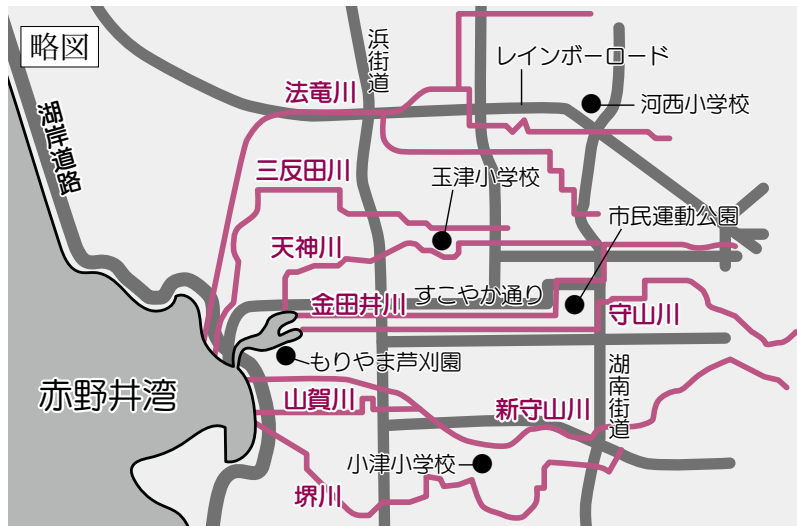 略図
浜街道
レインボーロード
法竜川
河西小学校
湖岸道路
三反田川
玉津小学校
市民運動公園
天神川
すこやか通り
金田井川
守山川
もりやま芦刈園
赤野井湾
山賀川
新守山川
湖南街道
小津小学校
堺川